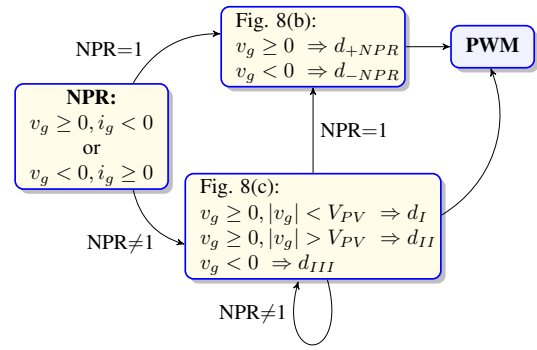 Fig. 8(b):
v_g ≥ 0 ⇒ d_{+NPR}
v_g < 0 ⇒ d_{−NPR}
PWM
NPR=1
NPR:
v_g ≥ 0, i_g < 0
or
v_g < 0, i_g ≥ 0
NPR=1
NPR≠1
Fig. 8(c):
v_g ≥ 0, |v_g| < V_{PV} ⇒ d_I
v_g ≥ 0, |v_g| > V_{PV} ⇒ d_{II}
v_g < 0 ⇒ d_{III}
NPR≠1